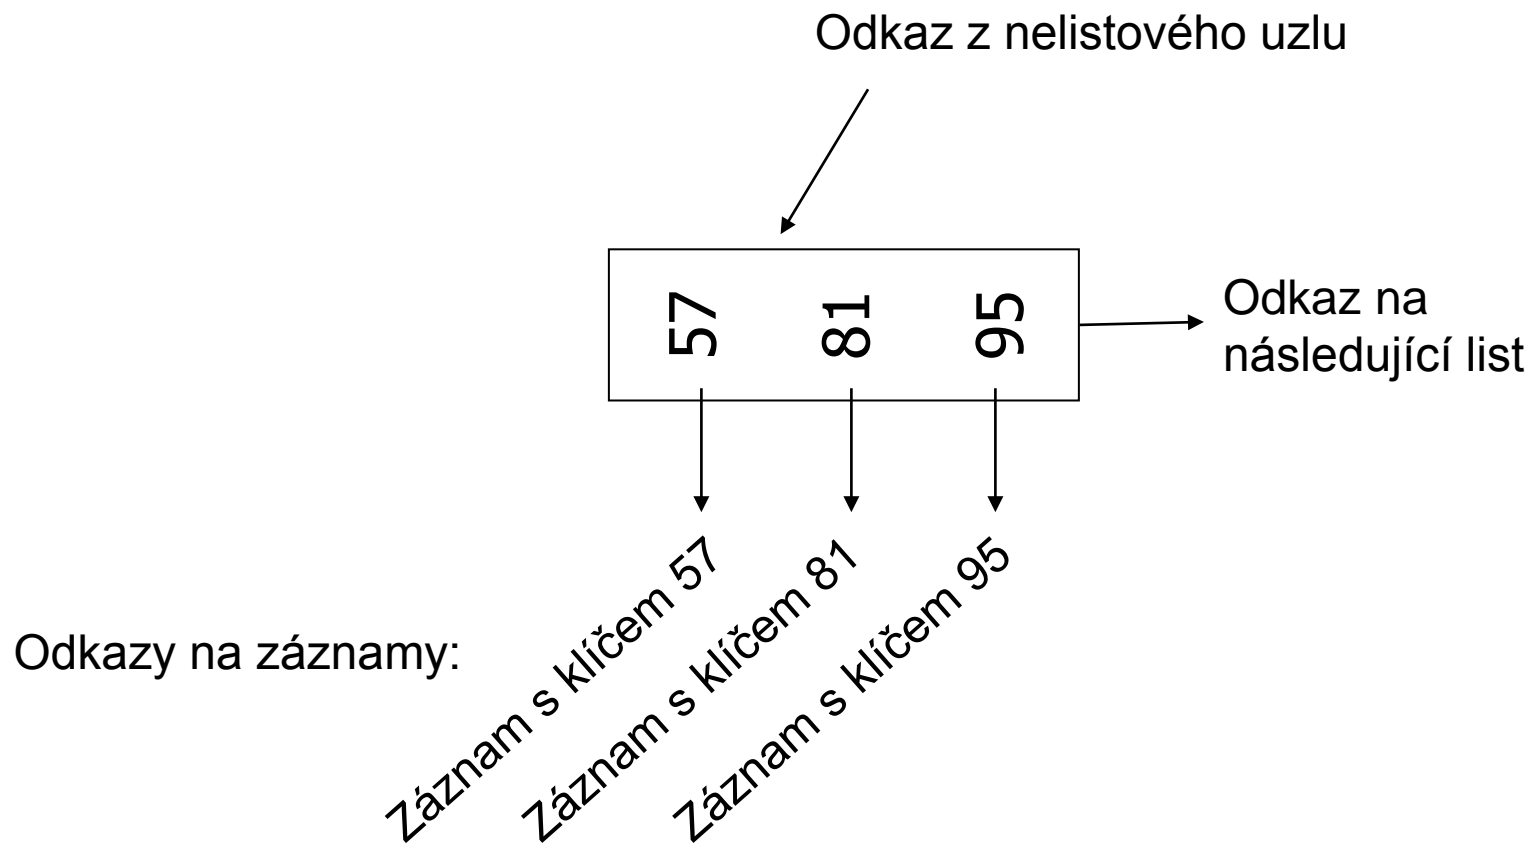 Odkaz z nelistového uzlu
57
81
95
Odkaz na
následující list
Odkazy na záznamy:
Záznam s klíčem 57
Záznam s klíčem 81
Záznam s klíčem 95